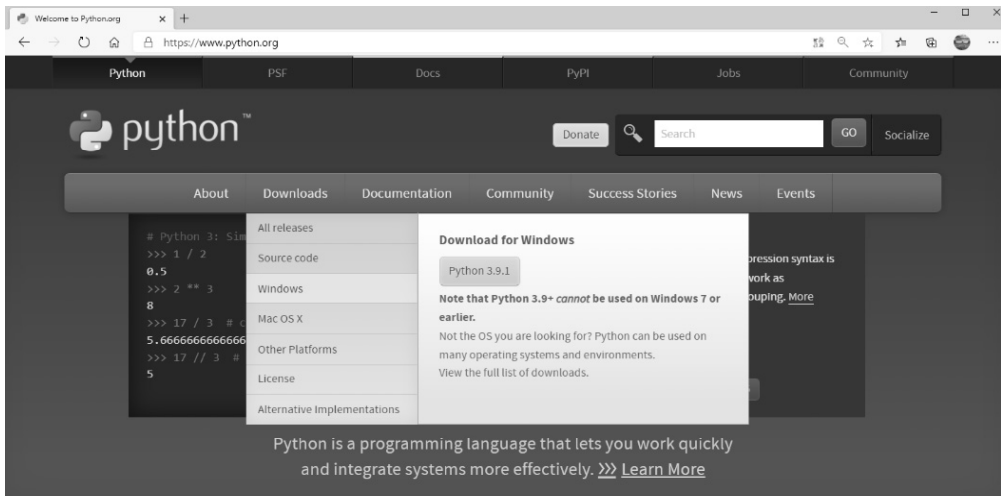 Welcome to Python.org
https://www.python.org
Python PSF Docs PyPI Jobs Community
python™
Donate Search GO Socialize
About Downloads Documentation Community Success Stories News Events
All releases
Source code
Windows
Mac OS X
Other Platforms
License
Alternative Implementations
Download for Windows
Python 3.9.1
Note that Python 3.9+ cannot be used on Windows 7 or
earlier.
Not the OS you are looking for? Python can be used on
many operating systems and environments.
View the full list of downloads.
# Python 3: Sim
>>> 1 / 2
0.5
>>> 2 ** 3
8
>>> 17 / 3 # c
5.666666666666
>>> 17 // 3 #
5
pression syntax is
work as
ouping. More
Python is a programming language that lets you work quickly
and integrate systems more effectively. >>> Learn More